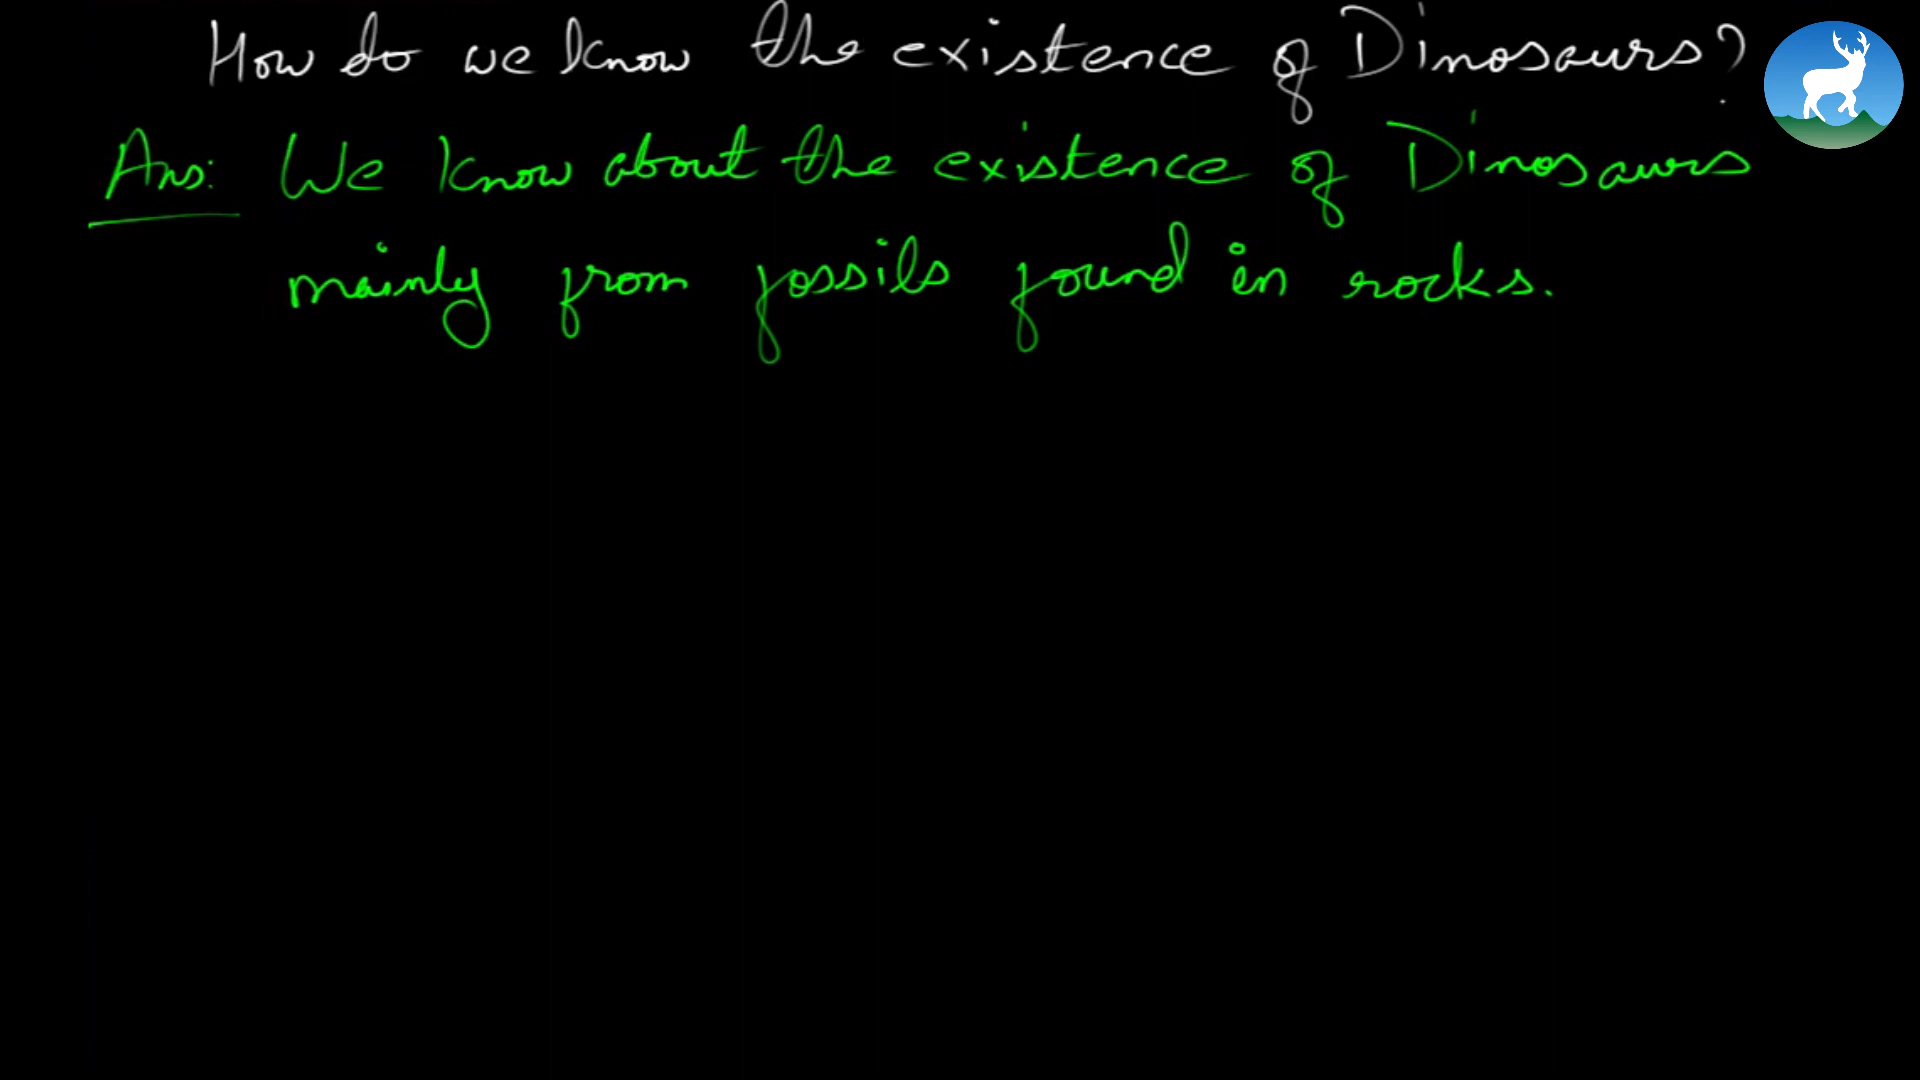 How do we know the existence of Dinosaurs?
Ans: We know about the existence of Dinosaurs
mainly from fossils found in rocks.